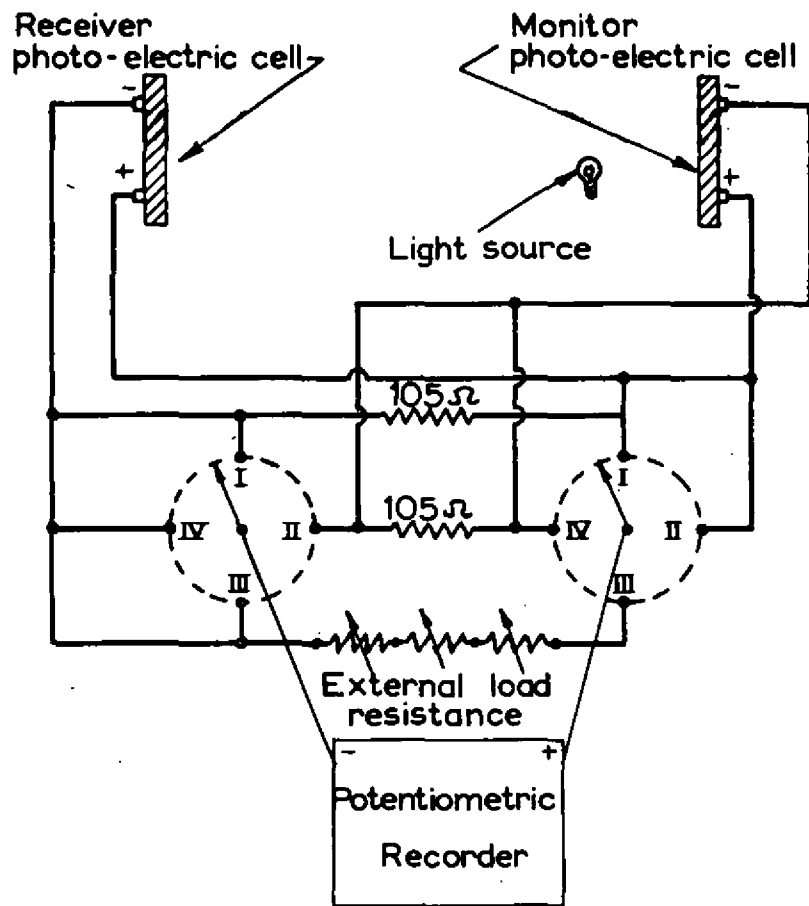 Receiver
photo-electric cell
Monitor
photo-electric cell
-
-
+
+
Light source
105Ω
I
I
105Ω
IV
II
IV
II
III
III
External load
resistance
-
+
Potentiometric
Recorder